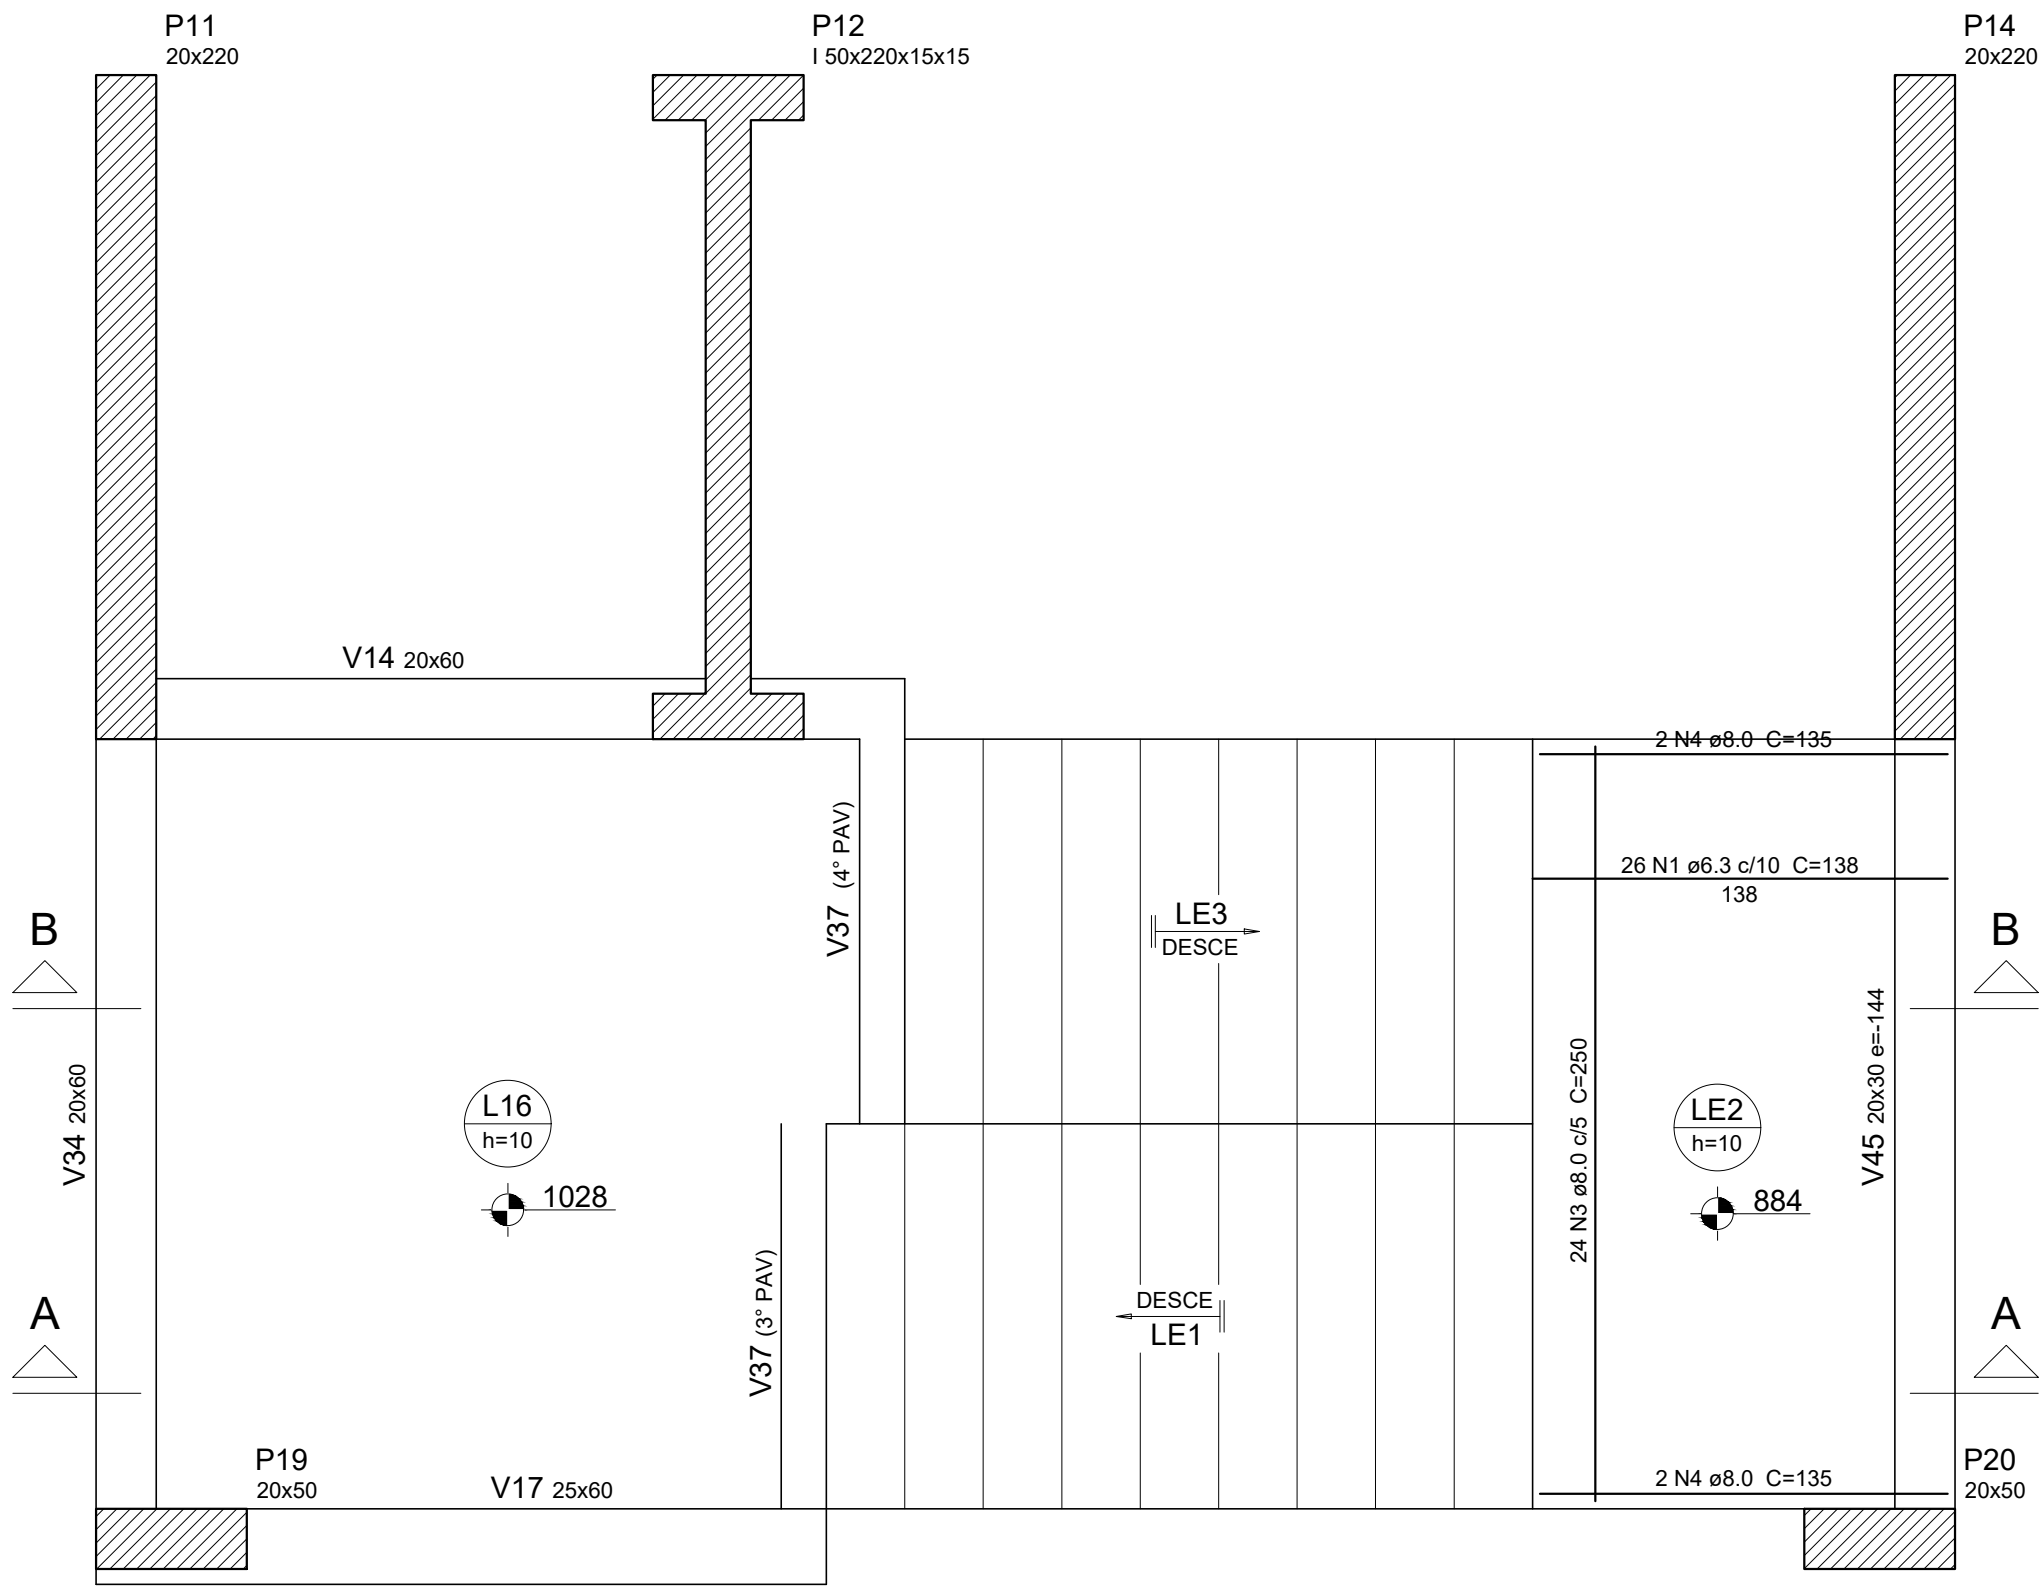 P11
20x220
P12
I 50x220x15x15
P14
20x220
V14 20x60
2 N4 ø8.0 C=135
V37 (4° PAV)
26 N1 ø6.3 c/10 C=138
138
B
LE3
DESCE
B
V34 20x60
L16
h=10
1028
24 N3 ø8.0 c/5 C=250
LE2
h=10
884
V45 20x30 e=-144
A
V37 (3° PAV)
DESCE
LE1
A
P19
20x50
V17 25x60
2 N4 ø8.0 C=135
P20
20x50